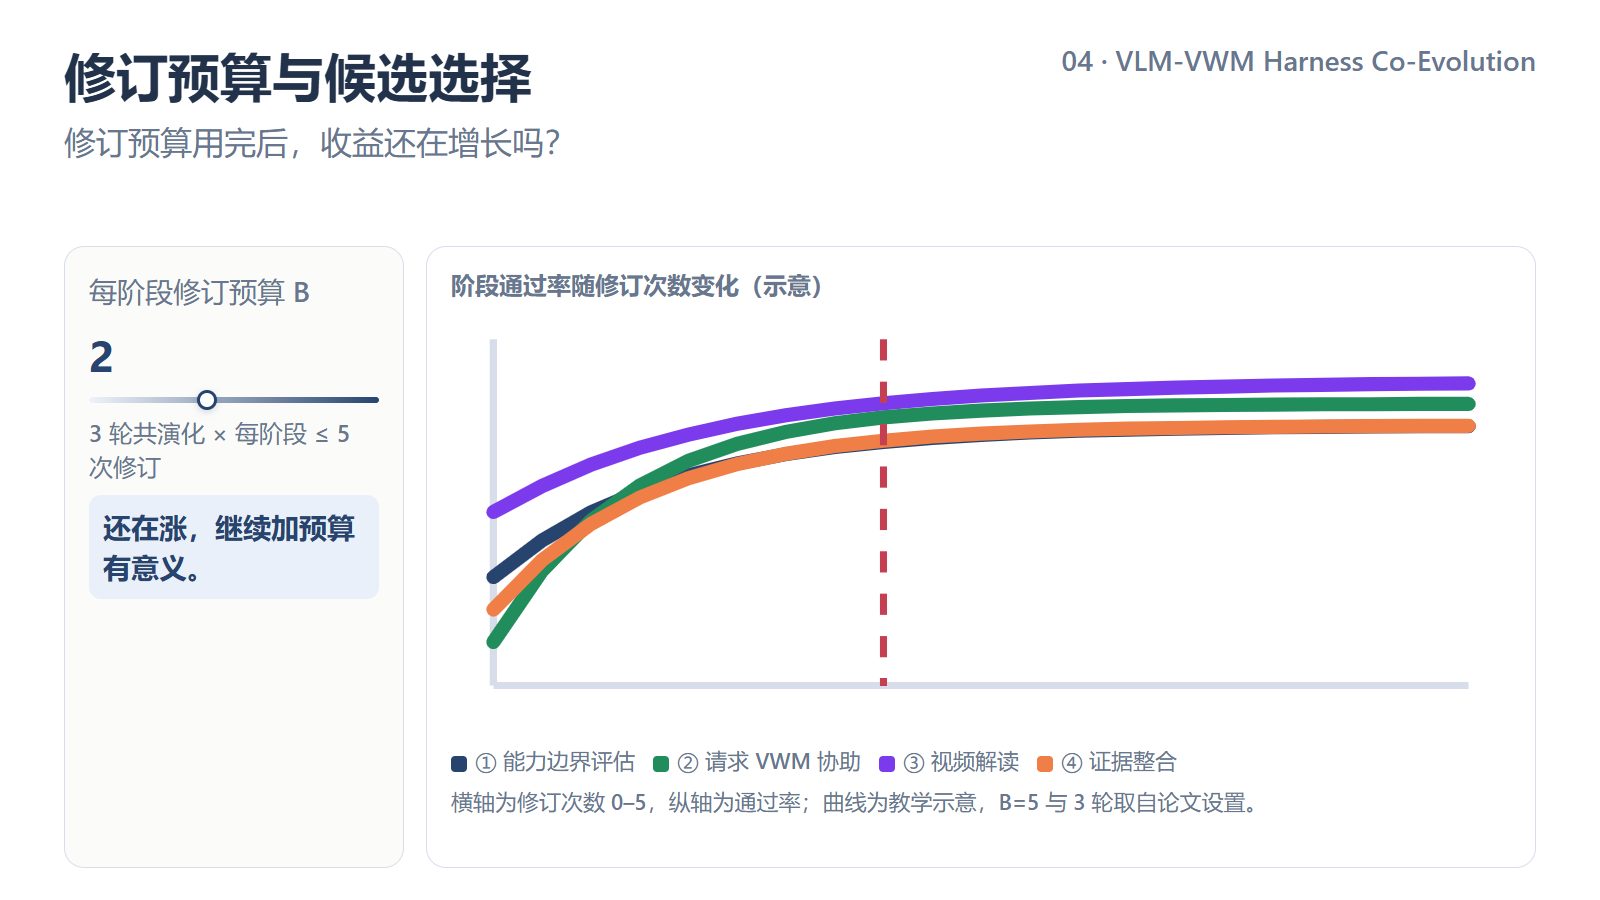 修订预算与候选选择
04 · VLM-VWM Harness Co-Evolution
修订预算用完后，收益还在增长吗？
每阶段修订预算 B
2
3 轮共演化 × 每阶段 ≤ 5
次修订
还在涨，继续加预算
有意义。
阶段通过率随修订次数变化（示意）
① 能力边界评估 ② 请求 VWM 协助 ③ 视频解读 ④ 证据整合
横轴为修订次数 0–5，纵轴为通过率；曲线为教学示意，B=5 与 3 轮取自论文设置。